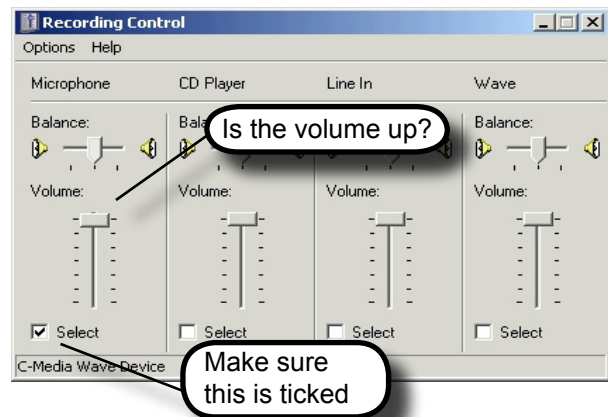 Recording Control
Options Help
Microphone CD Player Line In Wave
Balance: Balance:
Is the volume up?
Volume: Volume: Volume: Volume:
Select Select Select Select
Make sure
this is ticked
C-Media Wave Device